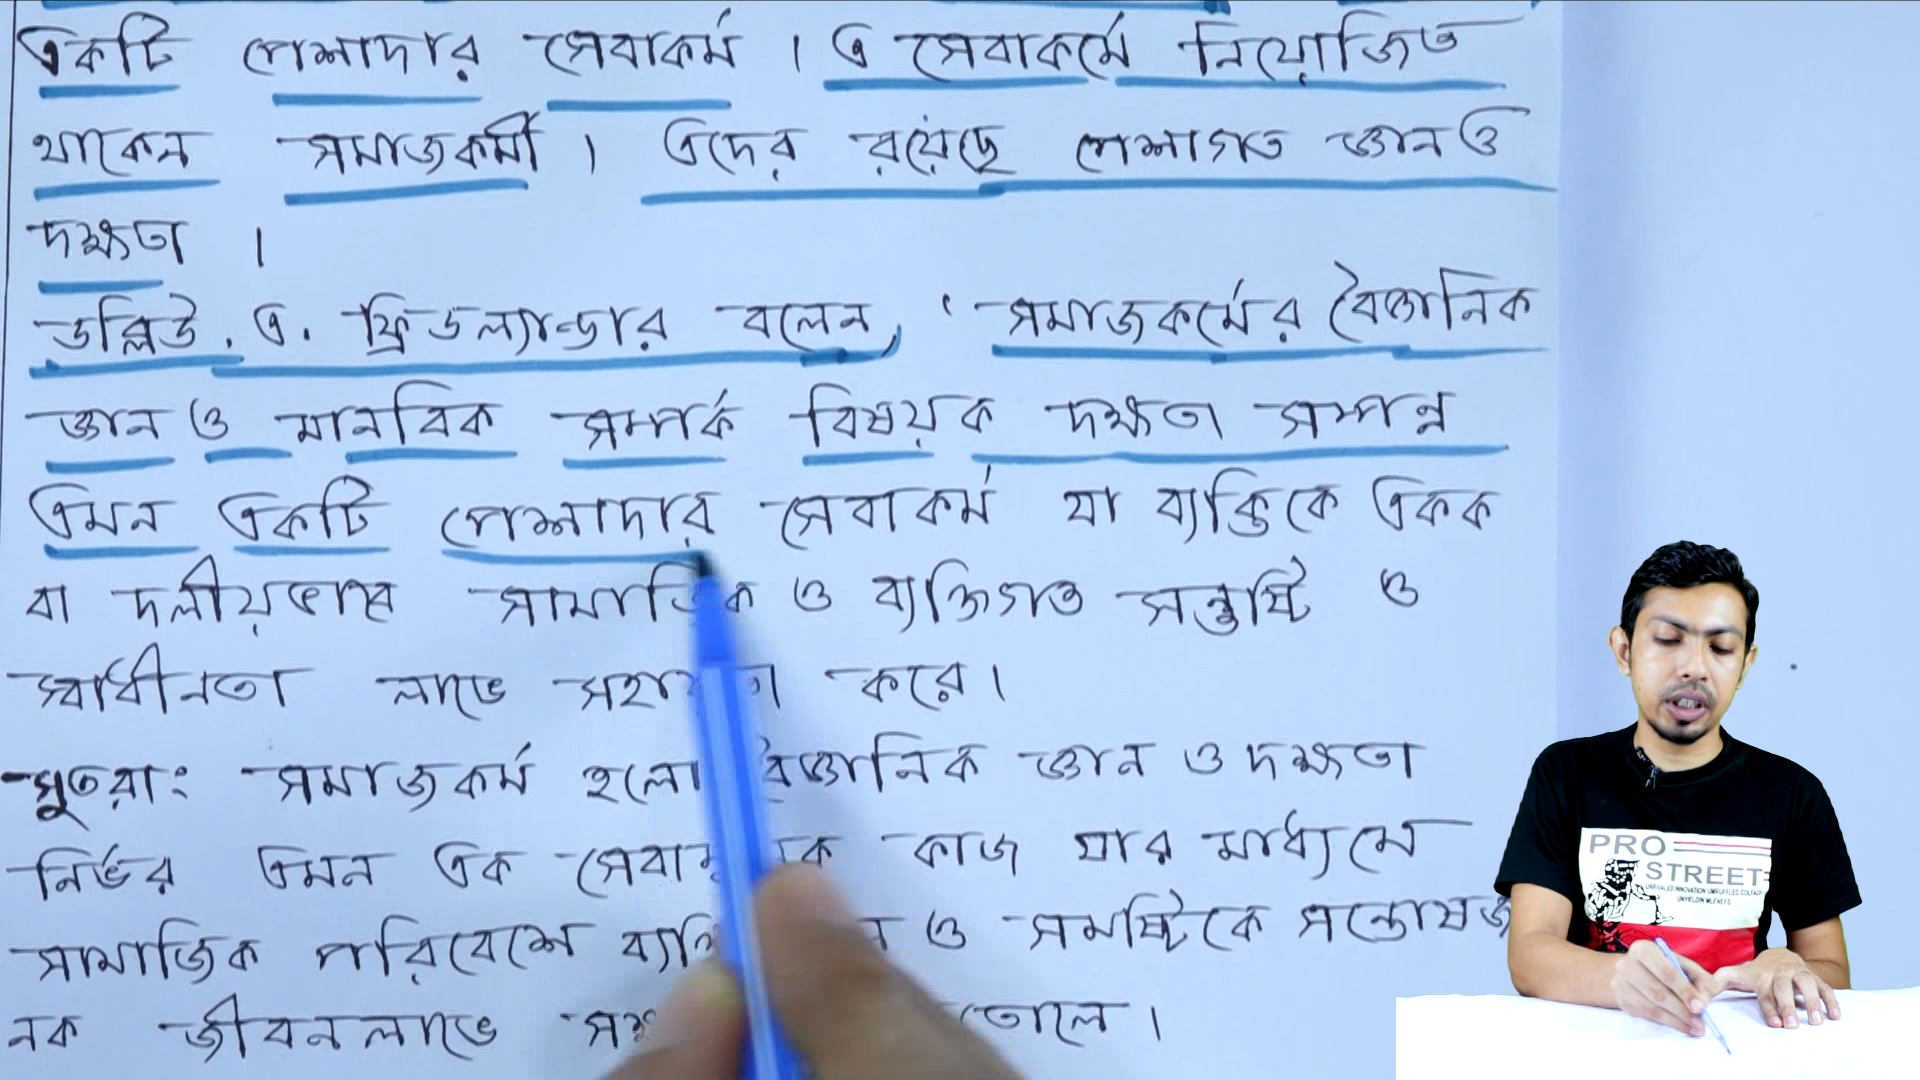 একটি পেশাদার সেবাকর্ম । এ সেবাকর্মে নিয়োজিত
থাকেন সমাজকর্মী । এদের রয়েছে পেশাগত জ্ঞান ও
দক্ষতা ।
ডব্লিউ . এ . ফ্রিডল্যান্ডার বলেন, ‘ সমাজকর্মের বৈজ্ঞানিক
জ্ঞান ও মানবিক সম্পর্ক বিষয়ক দক্ষতা সম্পন্ন
এমন একটি পেশাদার সেবাকর্ম যা ব্যক্তিকে একক
বা দলীয়ভাবে সামাজিক ও ব্যক্তিগত সন্তুষ্টি ও
স্বাধীনতা লাভে করে ।
সুতরাং সমাজকর্ম হলো বৈজ্ঞানিক জ্ঞান ও দক্ষতা
নির্ভর এমন এক কাজ যার মাধ্যমে
সামাজিক পরিবেশে ও সমষ্টিকে সন্তোষজ
নক জীবনলাভে তোলে ।
PRO
STREET